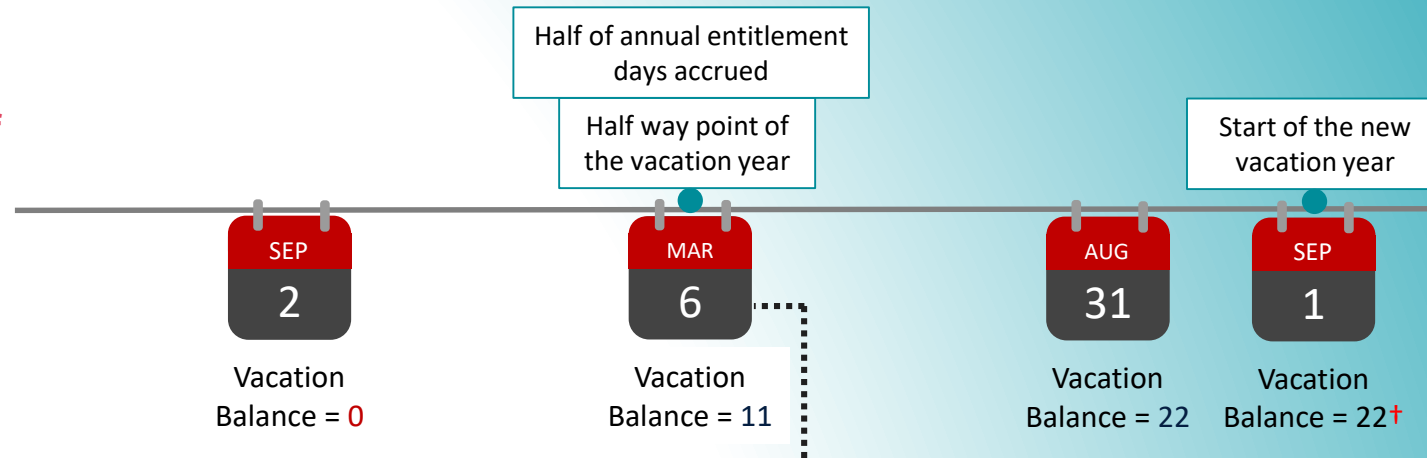 Half of annual entitlement
days accrued
Half way point of
the vacation year
Start of the new
vacation year
SEP
2
MAR
6
AUG
31
SEP
1
Vacation
Balance = 0
Vacation
Balance = 11
Vacation
Balance = 22
Vacation
Balance = 22†